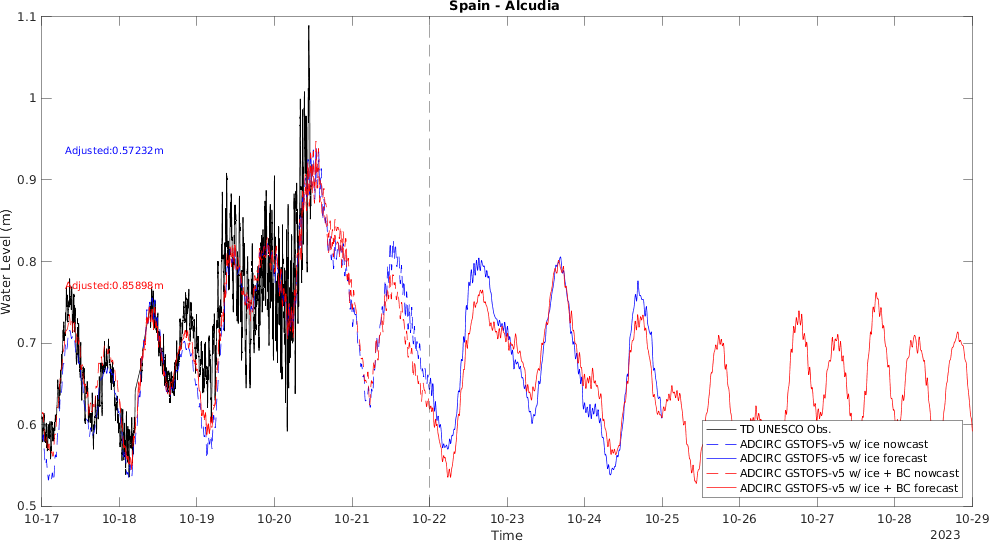 Spain - Alcudia
1.1
1
0.9
0.8
0.7
0.6
0.5
Water Level (m)
Adjusted:0.57232m
Adjusted:0.85898m
TD UNESCO Obs.
ADCIRC GSTOFS-v5 w/ ice nowcast
ADCIRC GSTOFS-v5 w/ ice forecast
ADCIRC GSTOFS-v5 w/ ice + BC nowcast
ADCIRC GSTOFS-v5 w/ ice + BC forecast
10-17 10-18 10-19 10-20 10-21 10-22 10-23 10-24 10-25 10-26 10-27 10-28 10-29
Time
2023